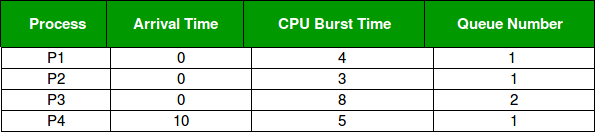 Process Arrival Time CPU Burst Time Queue Number
P1 0 4 1
P2 0 3 1
P3 0 8 2
P4 10 5 1